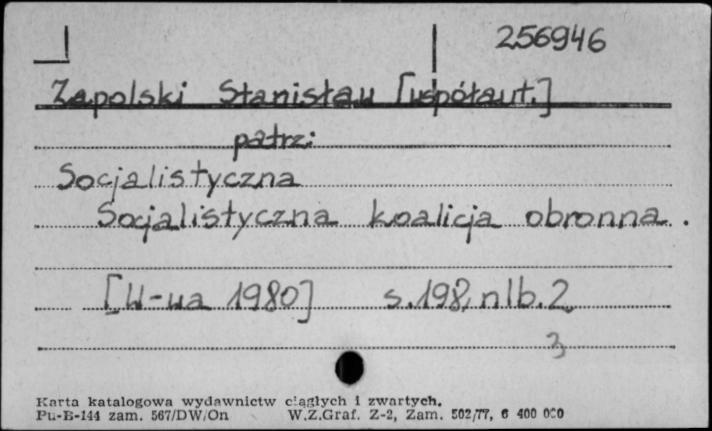 256946
Zapolski Stanisław [współaut.]
patrz:
Socjalistyczna
Socjalistyczna koalicja obronna.
[W-wa 1980] s.198, nlb.2
3
Karta katalogowa wydawnictw ciągłych i zwartych.
Pu-B-144 zam. 567/DW/On W.Z.Graf. Z-2, Zam. 502/77, 6 400 000